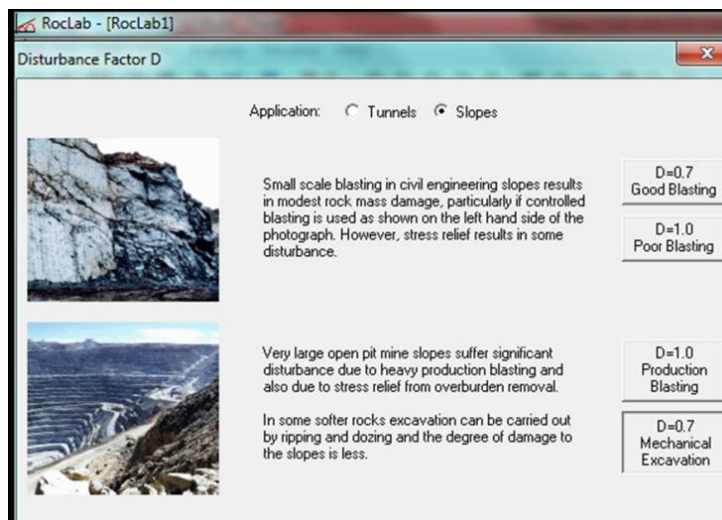 RocLab - [RocLab1]
Disturbance Factor D
x
Application: Tunnels Slopes
Small scale blasting in civil engineering slopes results
in modest rock mass damage, particularly if controlled
blasting is used as shown on the left hand side of the
photograph. However, stress relief results in some
disturbance.
D=0.7
Good Blasting
D=1.0
Poor Blasting
Very large open pit mine slopes suffer significant
disturbance due to heavy production blasting and
also due to stress relief from overburden removal.
In some softer rocks excavation can be carried out
by ripping and dozing and the degree of damage to
the slopes is less.
D=1.0
Production
Blasting
D=0.7
Mechanical
Excavation